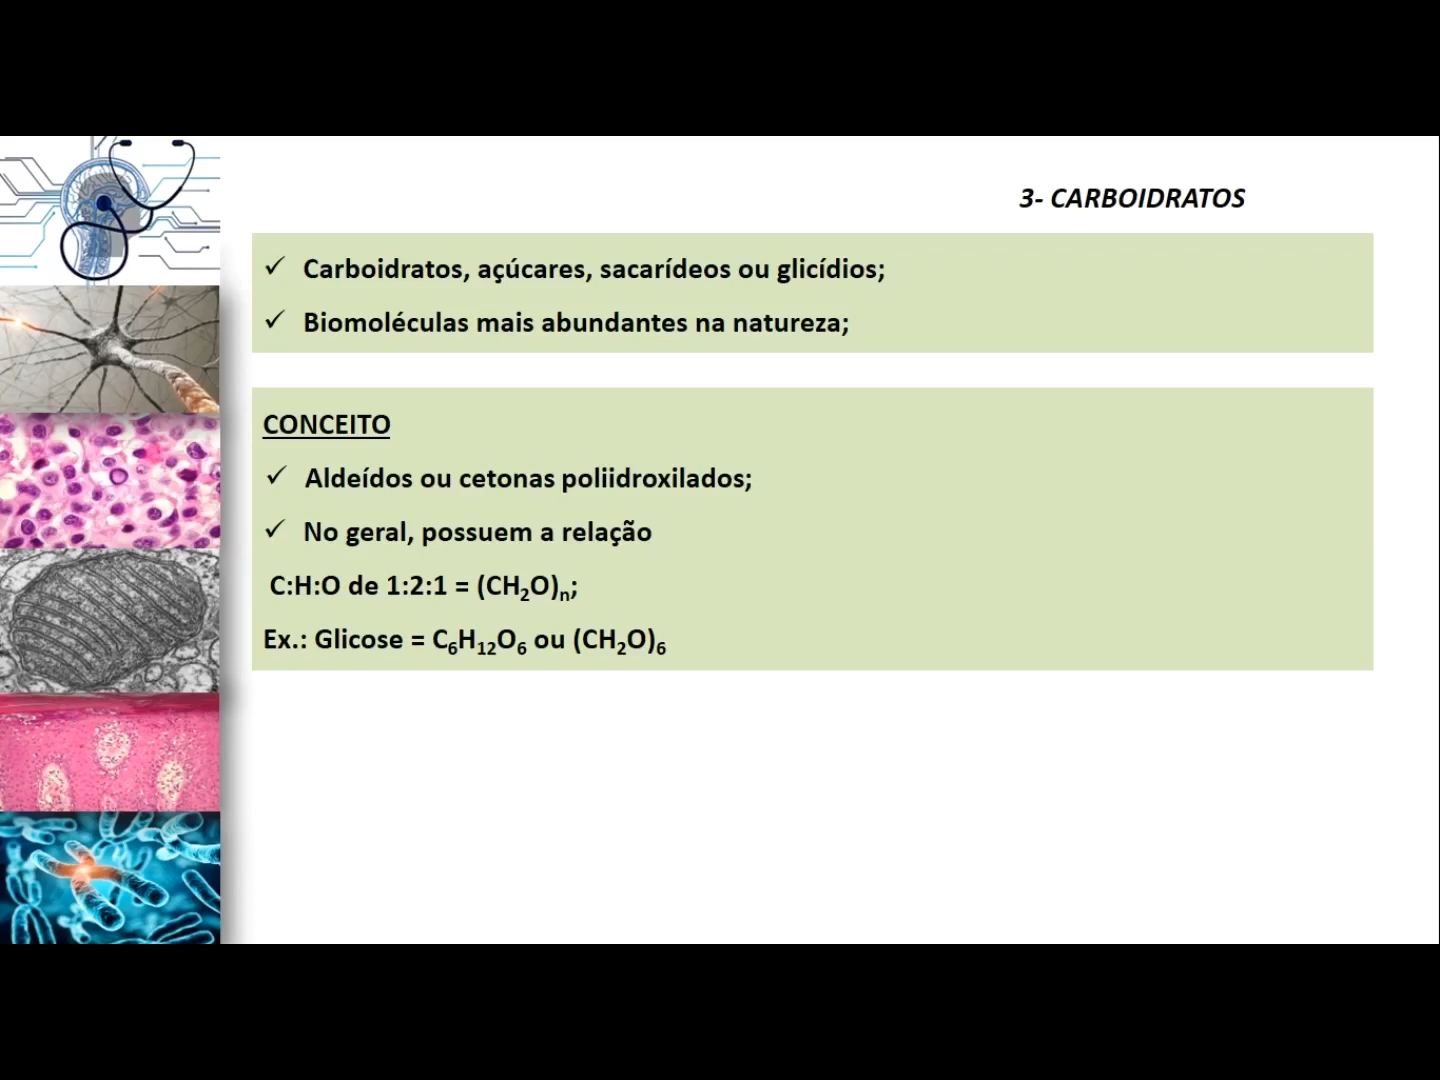 3- CARBOIDRATOS
✓ Carboidratos, açúcares, sacarídeos ou glicídios;
✓ Biomoléculas mais abundantes na natureza;
CONCEITO
✓ Aldeídos ou cetonas poliidroxilados;
✓ No geral, possuem a relação
C:H:O de 1:2:1 = (CH₂O)ₙ;
Ex.: Glicose = C₆H₁₂O₆ ou (CH₂O)₆